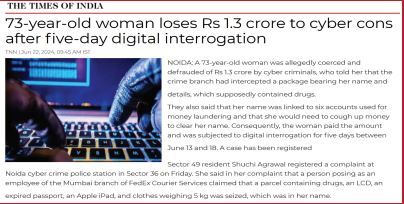 THE TIMES OF INDIA
73-year-old woman loses Rs 1.3 crore to cyber cons
after five-day digital interrogation
TNN | Jun 22, 2024, 09:45 AM IST
NOIDA: A 73-year-old woman was allegedly coerced and
defrauded of Rs 1.3 crore by cyber criminals, who told her that the
crime branch had intercepted a package bearing her name and
details, which supposedly contained drugs.
They also said that her name was linked to six accounts used for
money laundering and that she would need to cough up money
to clear her name. Consequently, the woman paid the amount
and was subjected to digital interrogation for five days between
June 13 and 18, A case has been registered
Sector 49 resident Shuchi Agrawal registered a complaint at
Noida cyber crime police station in Sector 36 on Friday. She said in her complaint that a person posing as an
employee of the Mumbai branch of FedEx Courier Services claimed that a parcel containing drugs, an LCD, an
expired passport, an Apple iPad, and clothes weighing 5 kg was seized, which was in her name.